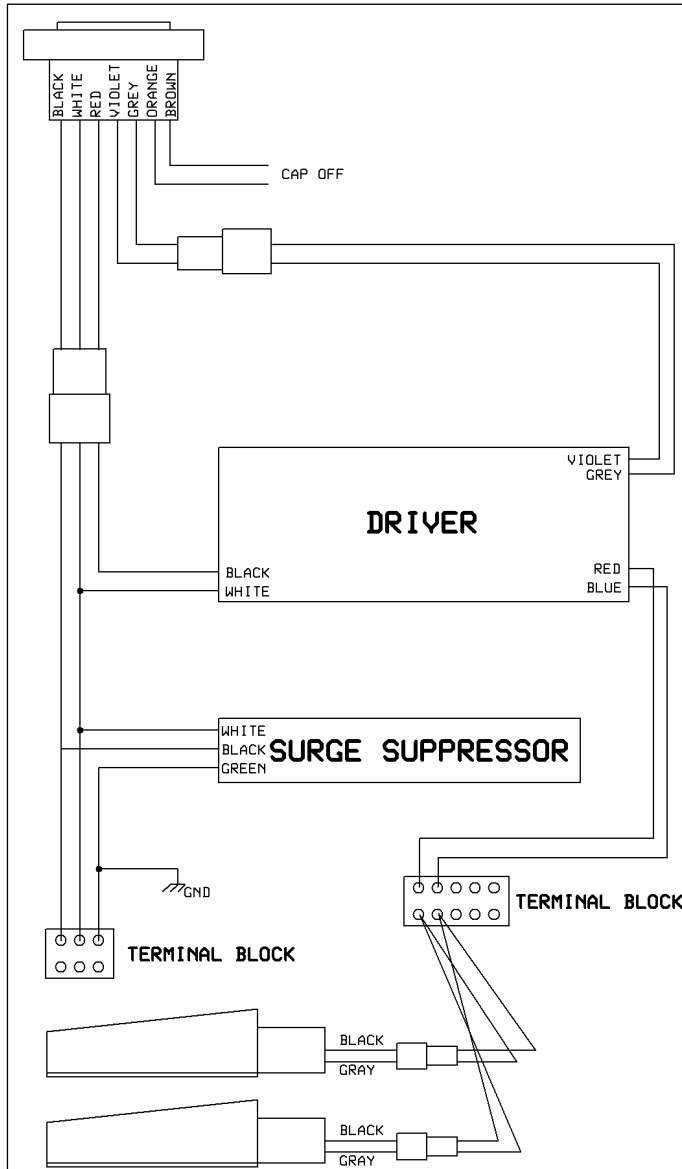 BLACK
WHITE
RED
VIOLET
GREY
ORANGE
BROWN
CAP OFF
VIOLET
GREY
DRIVER
BLACK
WHITE
RED
BLUE
WHITE
BLACK
GREEN
SURGE SUPPRESSOR
GND
TERMINAL BLOCK
TERMINAL BLOCK
BLACK
GRAY
BLACK
GRAY